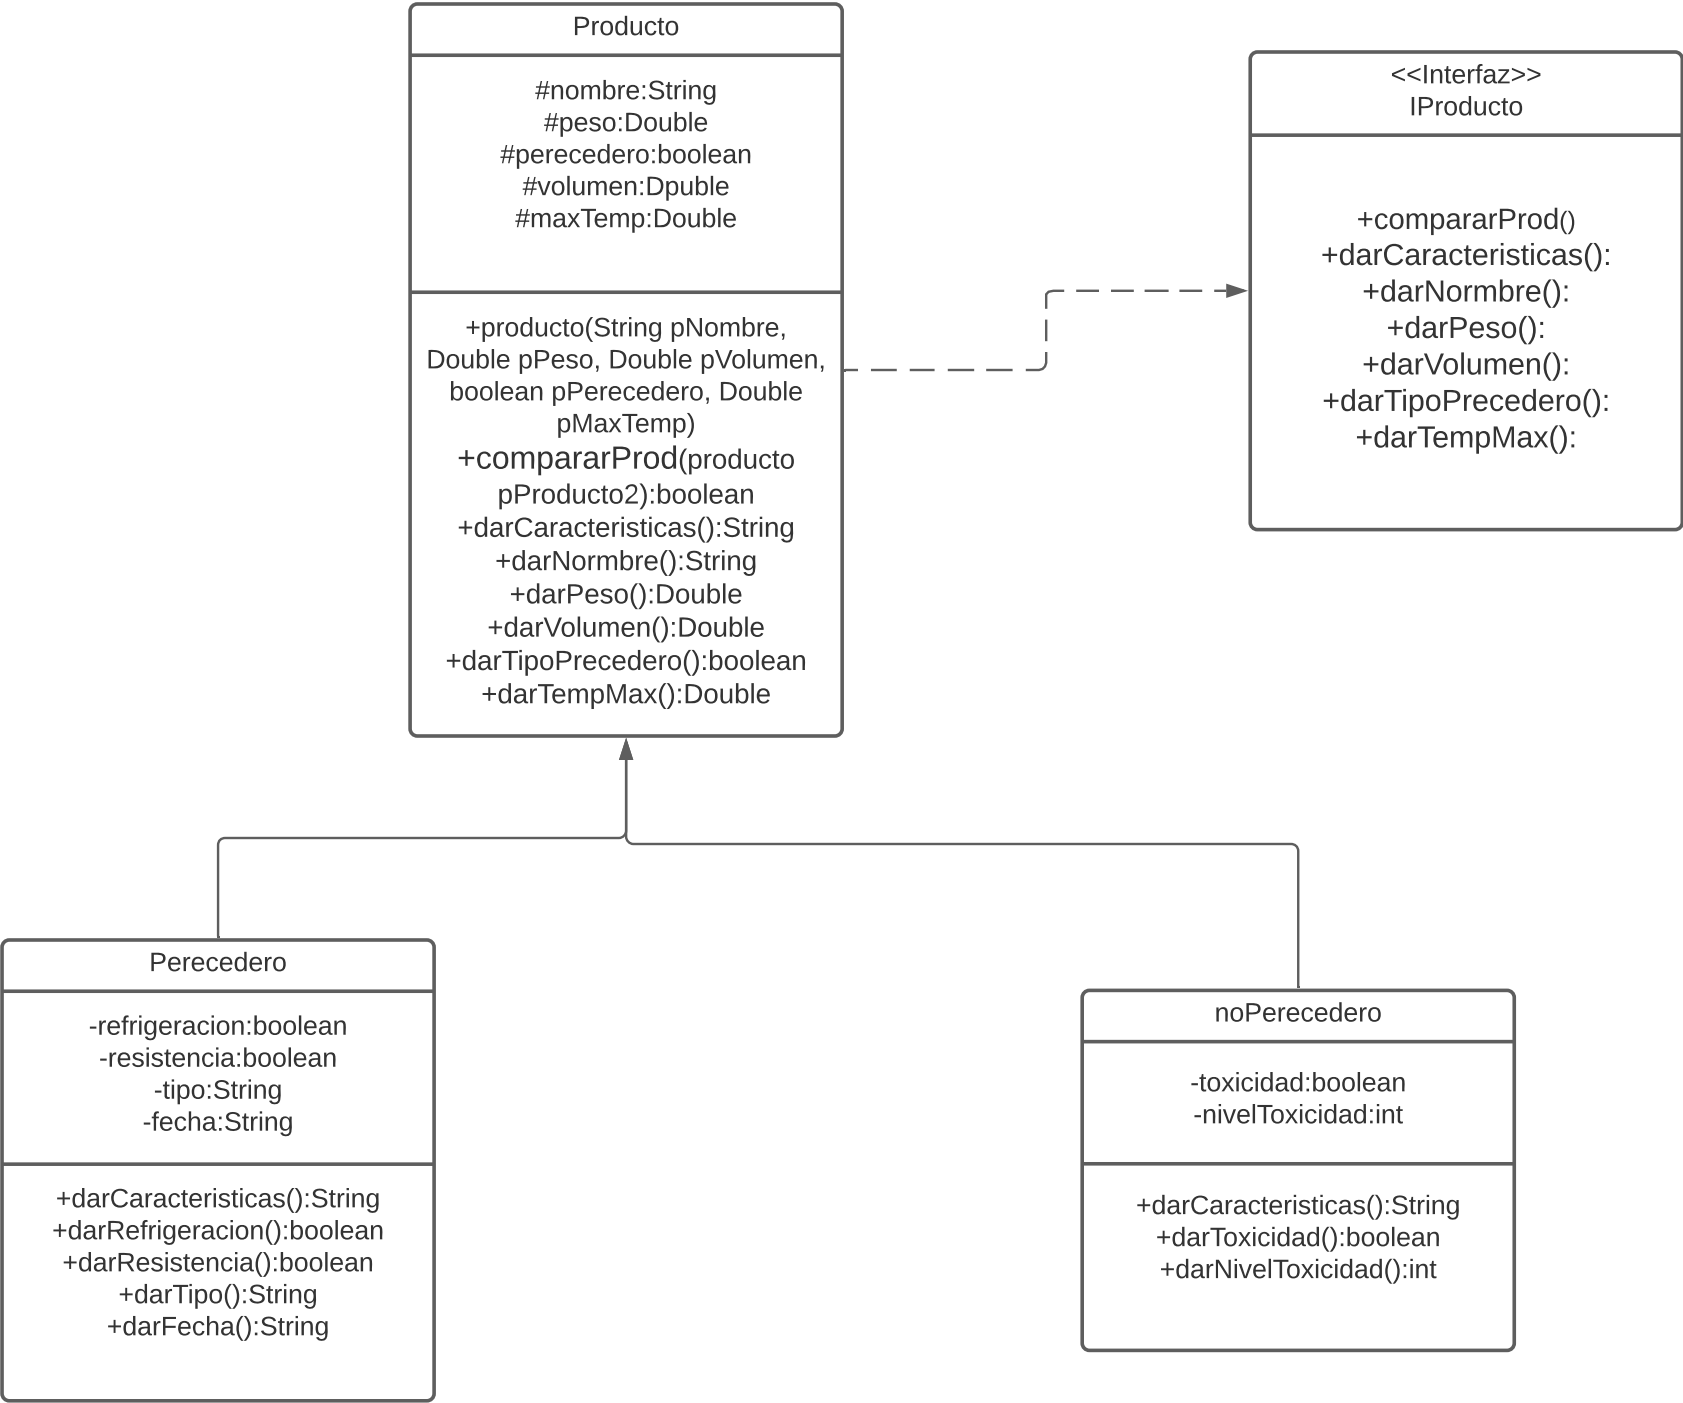 Producto
#nombre:String
#peso:Double
#perecedero:boolean
#volumen:Dpuble
#maxTemp:Double
+producto(String pNombre,
Double pPeso, Double pVolumen,
boolean pPerecedero, Double
pMaxTemp)
+compararProd(producto
pProducto2):boolean
+darCaracteristicas():String
+darNormbre():String
+darPeso():Double
+darVolumen():Double
+darTipoPrecedero():boolean
+darTempMax():Double
<<Interfaz>>
IProducto
+compararProd()
+darCaracteristicas():
+darNormbre():
+darPeso():
+darVolumen():
+darTipoPrecedero():
+darTempMax():
Perecedero
-refrigeracion:boolean
-resistencia:boolean
-tipo:String
-fecha:String
+darCaracteristicas():String
+darRefrigeracion():boolean
+darResistencia():boolean
+darTipo():String
+darFecha():String
noPerecedero
-toxicidad:boolean
-nivelToxicidad:int
+darCaracteristicas():String
+darToxicidad():boolean
+darNivelToxicidad():int